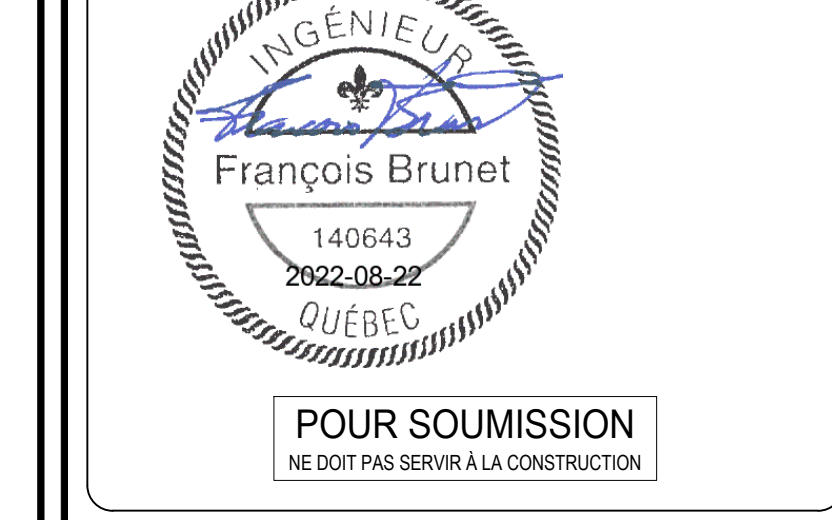 INGÉNIEUR
François Brunet
140643
2022-08-22
QUÉBEC
POUR SOUMISSION
NE DOIT PAS SERVIR À LA CONSTRUCTION